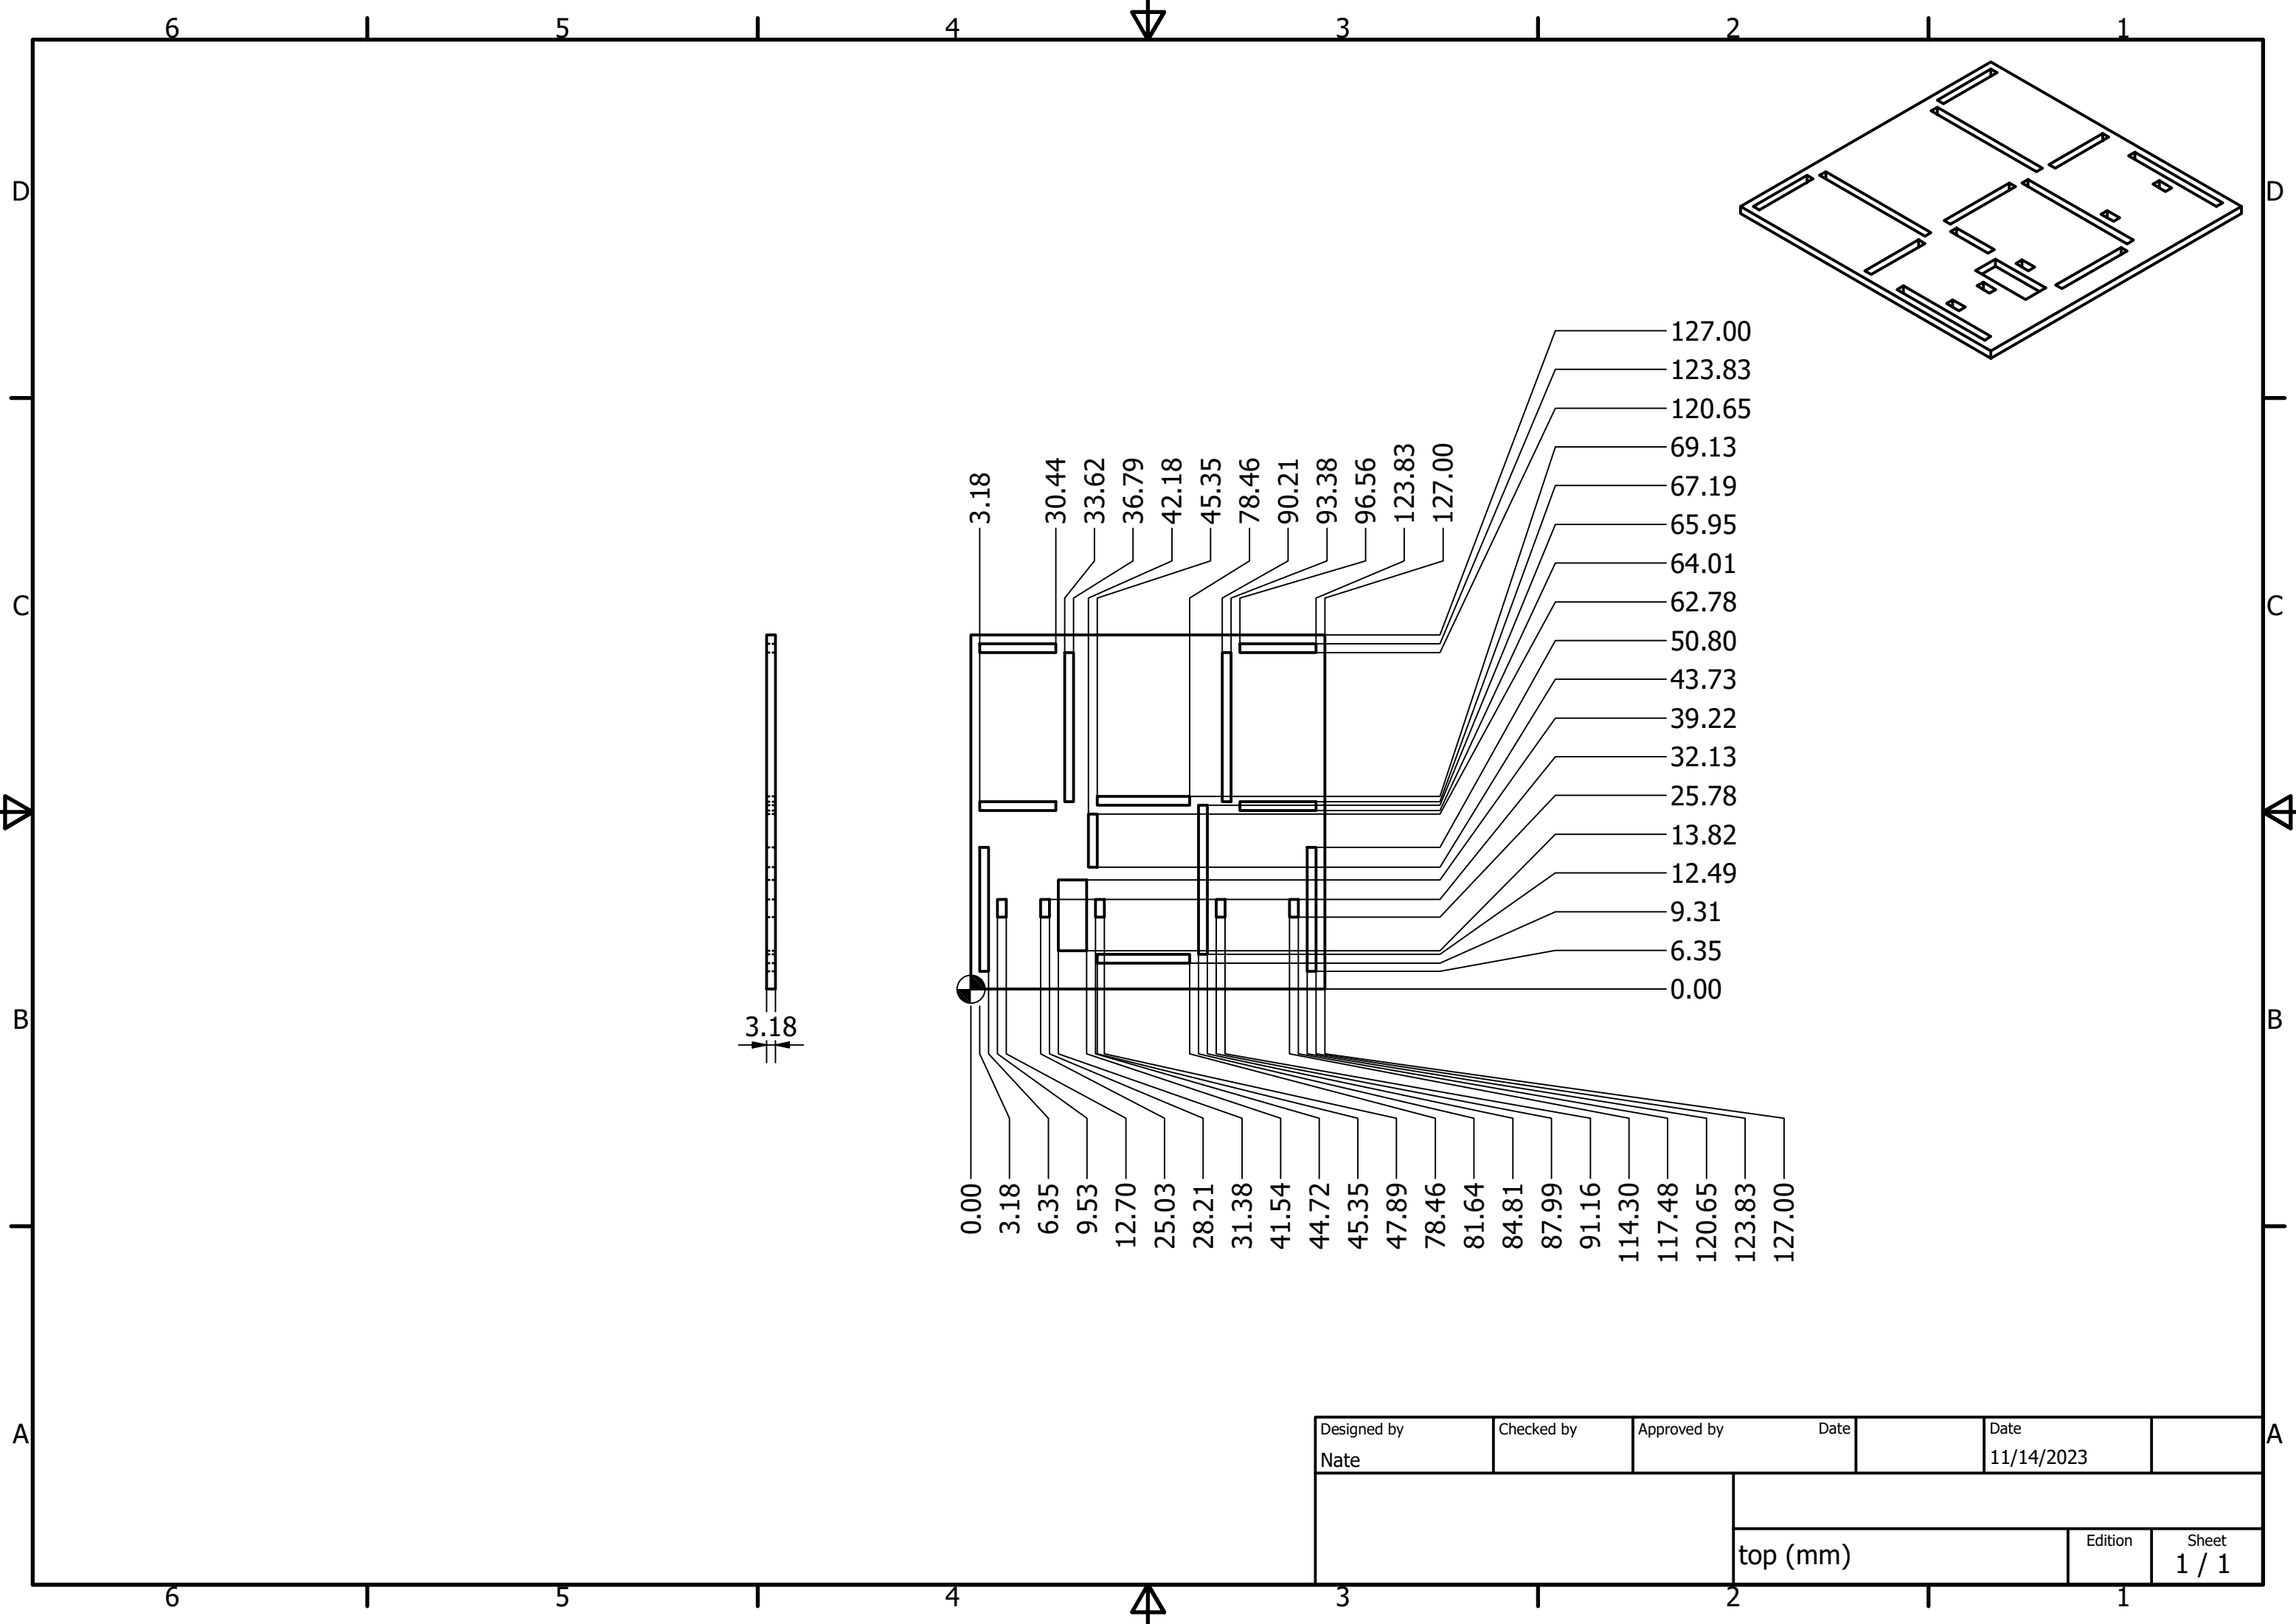 6 5 4 3 2 1
D D
127.00
123.83
120.65
69.13
67.19
65.95
64.01
62.78
50.80
43.73
39.22
32.13
25.78
13.82
12.49
9.31
6.35
0.00
3.18 30.44 33.62 36.79 42.18 45.35 78.46 90.21 93.38 96.56 123.83 127.00
C C
B B
3.18
0.00 3.18 6.35 9.53 12.70 25.03 28.21 31.38 41.54 44.72 45.35 47.89 78.46 81.64 84.81 87.99 91.16 114.30 117.48 120.65 123.83 127.00
A A
Designed by Checked by Approved by Date Date
Nate 11/14/2023
Edition Sheet
top (mm) 1 / 1
6 5 4 3 2 1